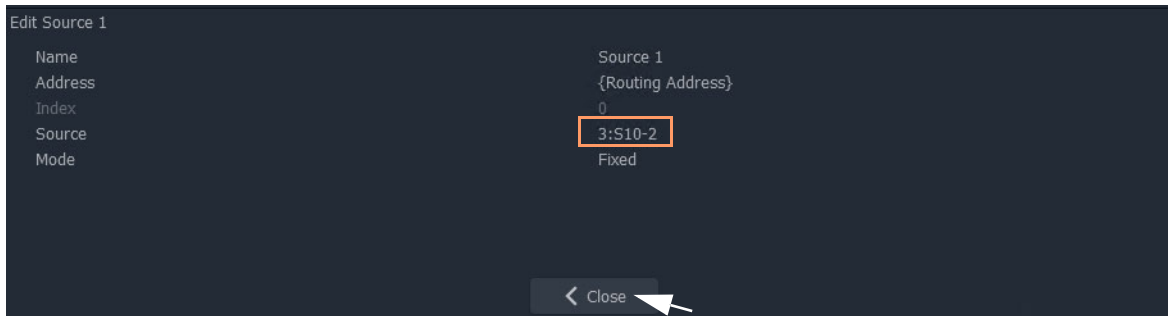 Edit Source 1
Name Source 1
Address {Routing Address}
Index 0
Source 3:S10-2
Mode Fixed
Close